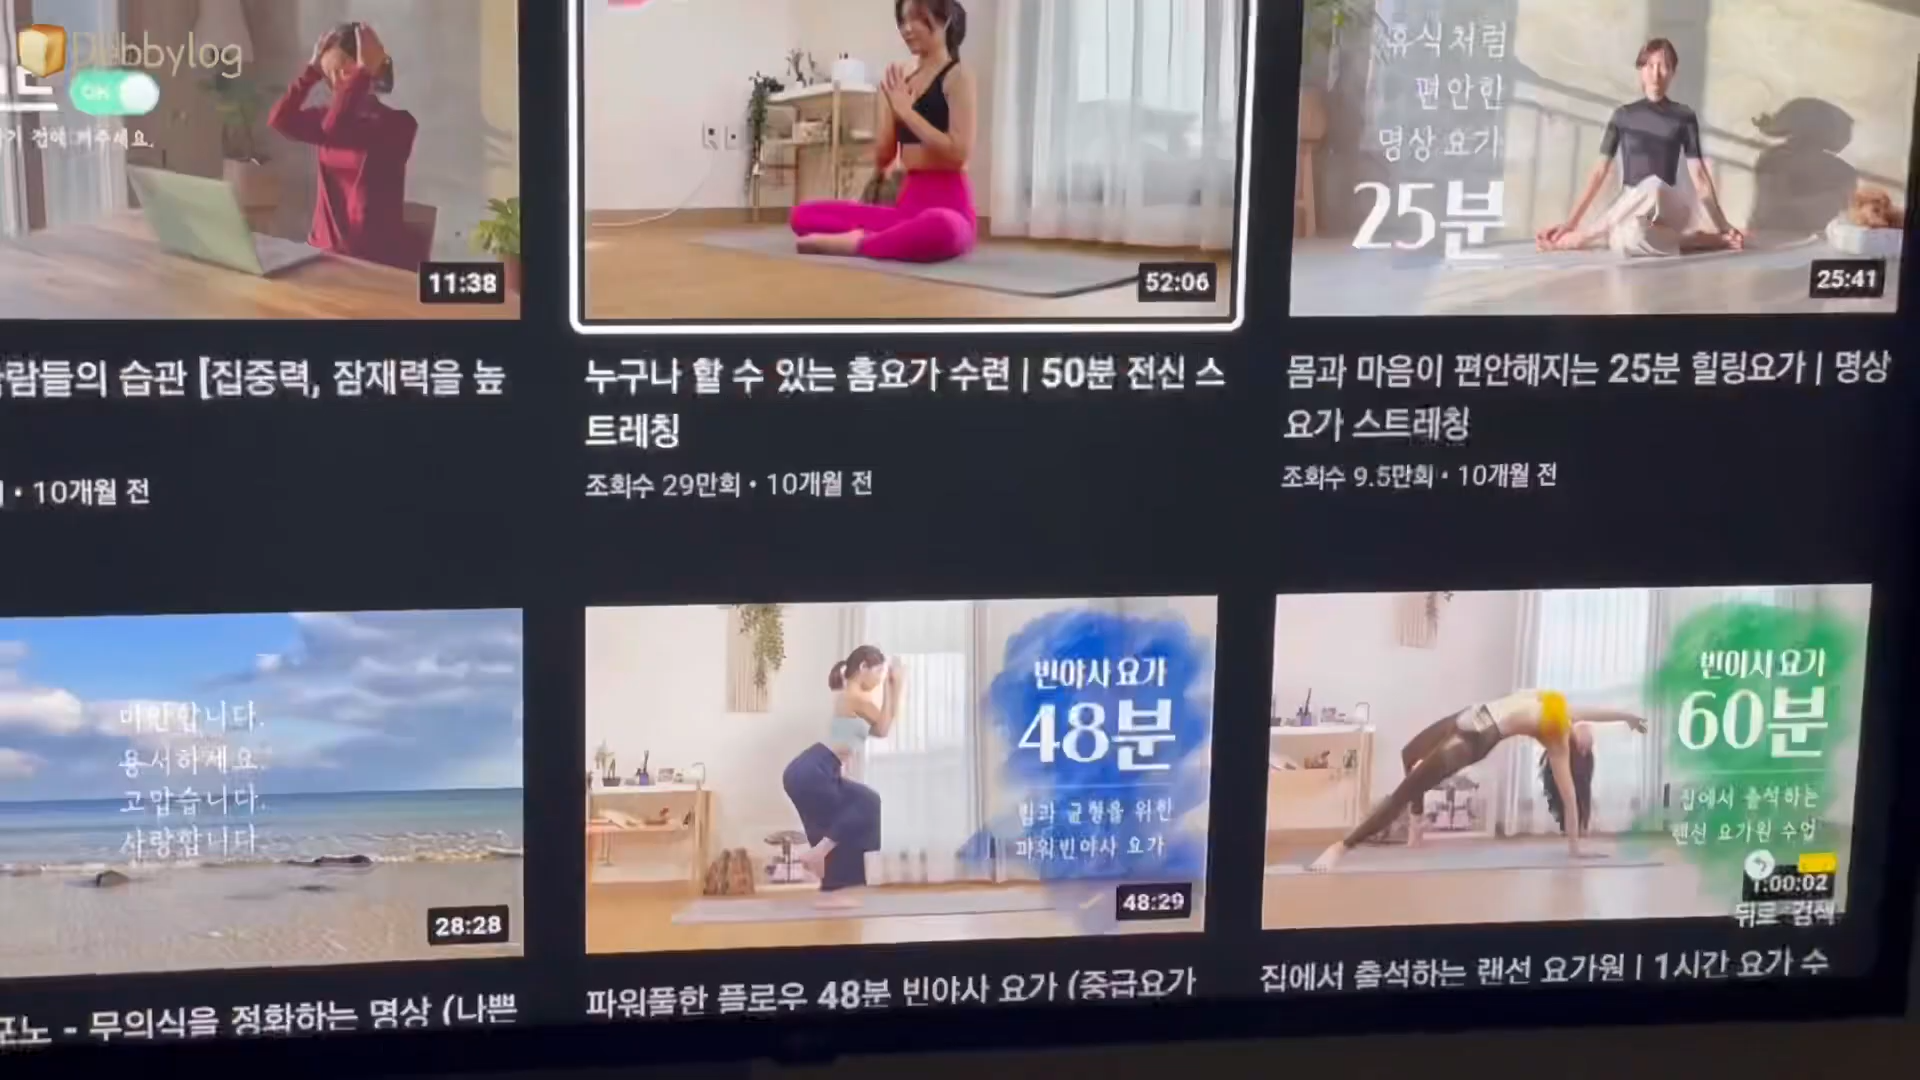 Debbylog
ON
기 전에 켜주세요.
11:38
52:06
휴식처럼
편안한
명상요가
25분
25:41
람들의 습관 [집중력, 잠재력을 높
누구나 할 수 있는 홈요가 수련 | 50분 전신 스
트레칭
몸과 마음이 편안해지는 25분 힐링요가 | 명상
요가 스트레칭
• 10개월 전
조회수 29만회 • 10개월 전
조회수 9.5만회 • 10개월 전
미안합니다.
용서하세요.
고맙습니다.
사랑합니다.
28:28
빈야사 요가
48분
힘과 균형을 위한
파워빈야사 요가
48:29
빈야사 요가
60분
집에서 출석하는
랜선 요가원 수업
1:00:02
뒤로 검색
포노 - 무의식을 정화하는 명상 (나쁜
파워풀한 플로우 48분 빈야사 요가 (중급요가
집에서 출석하는 랜선 요가원 | 1시간 요가 수